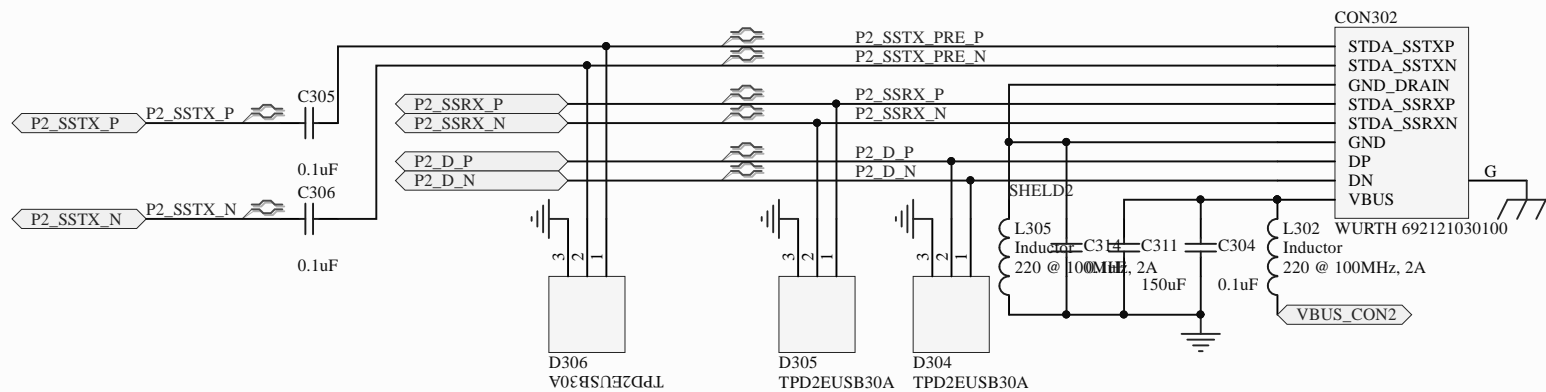 CON302
P2_SSTX_PRE_P
STDA_SSTXP
P2_SSTX_PRE_N
STDA_SSTXN
C305
GND_DRAIN
P2_SSTX_P
P2_SSTX_P
P2_SSRX_P
P2_SSRX_P
STDA_SSRXP
P2_SSRX_N
P2_SSRX_N
STDA_SSRXN
GND
0.1uF
P2_D_P
P2_D_P
DP
C306
P2_D_N
P2_D_N
DN
G
SHELD2
VBUS
P2_SSTX_N
P2_SSTX_N
WURTH 692121030100
0.1uF
3 2 1
3 2 1
3 2 1
L305
Inductor
220 @ 100MHz, 2A
C314
C311
150uF
C304
0.1uF
L302
Inductor
220 @ 100MHz, 2A
VBUS_CON2
D306
TPD2EUSB30A
D305
TPD2EUSB30A
D304
TPD2EUSB30A